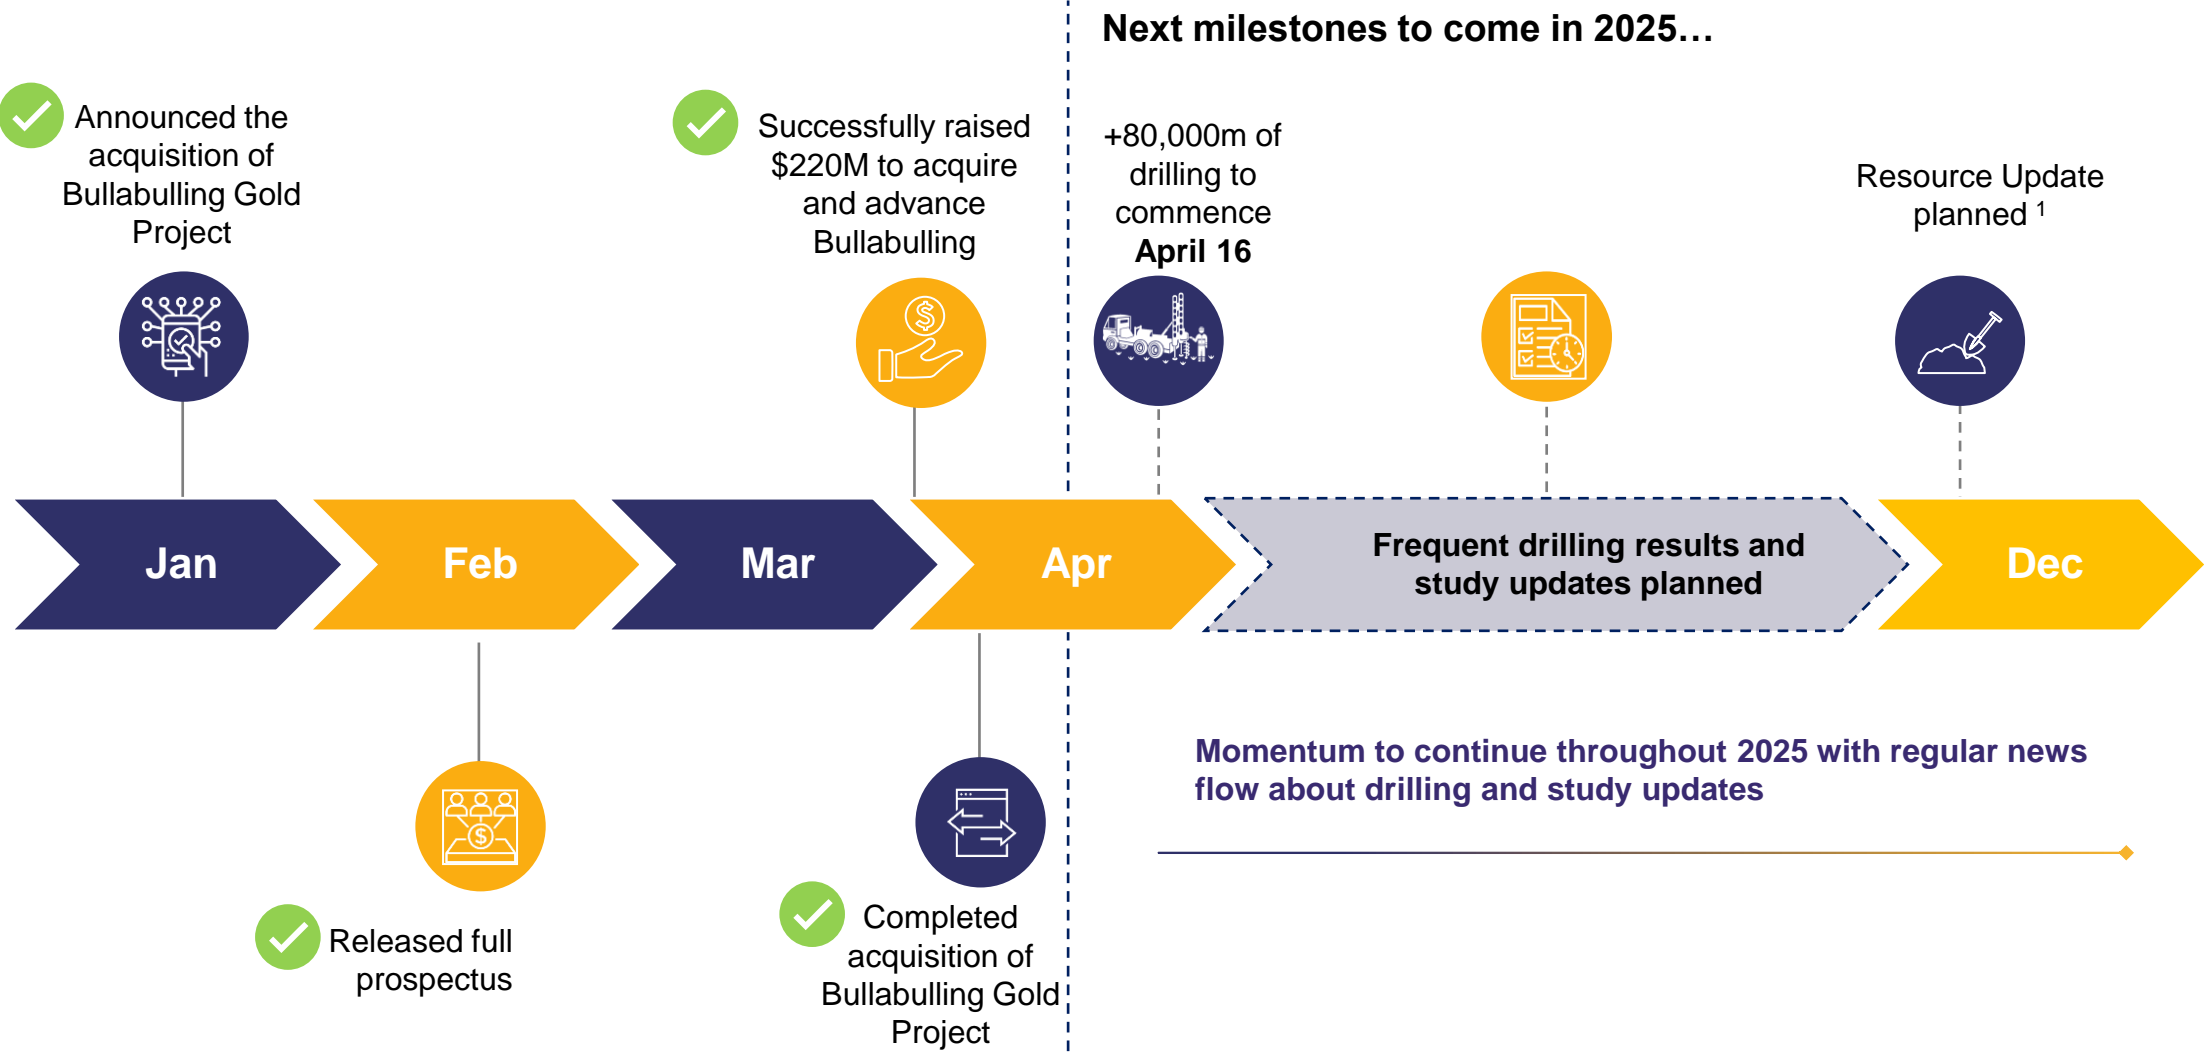 Next milestones to come in 2025…
Announced the
acquisition of
Bullabulling Gold
Project
Successfully raised
$220M to acquire
and advance
Bullabulling
+80,000m of
drilling to
commence
April 16
Resource Update
planned 1
Jan
Feb
Mar
Apr
Frequent drilling results and
study updates planned
Dec
Momentum to continue throughout 2025 with regular news
flow about drilling and study updates
Released full
prospectus
Completed
acquisition of
Bullabulling Gold
Project